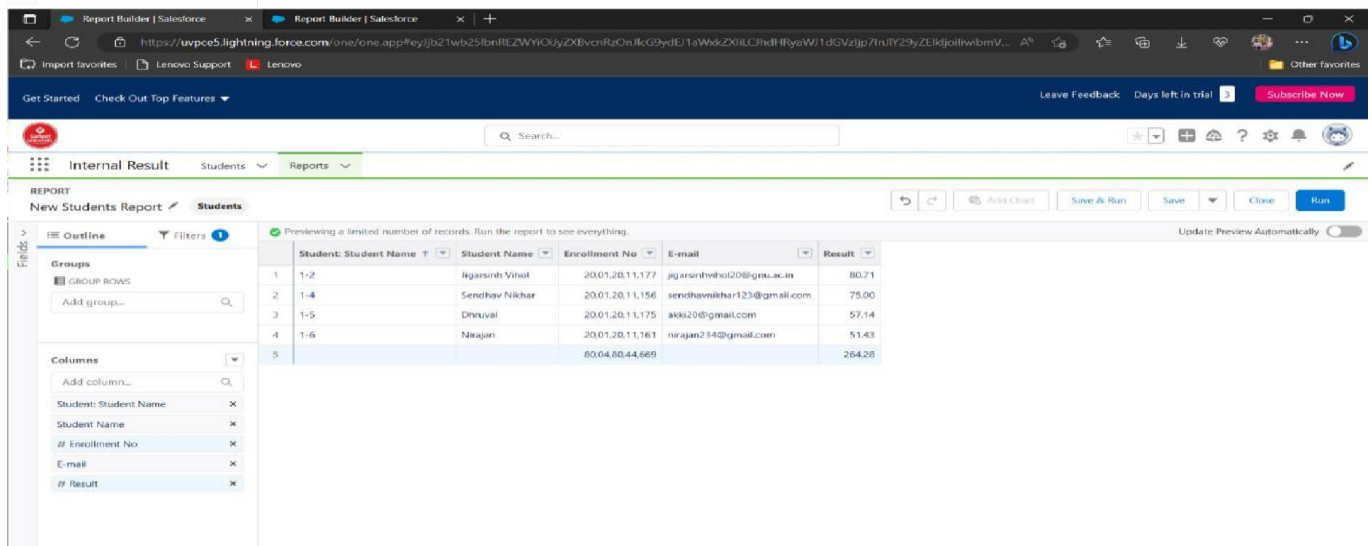 Report Builder | Salesforce Report Builder | Salesforce
Import favorites Lenovo Support L Lenovo Other favorites
Get Started Check Out Top Features Leave Feedback Days left in trial 3 Subscribe Now
Search...
Internal Result Students Reports
REPORT
New Students Report Students Add Chart Save & Run Save Close Run
Fields Outline Filters 1 Previewing a limited number of records. Run the report to see everything. Update Preview Automatically
Groups Student: Student Name Student Name Enrollment No E-mail Result
GROUP ROWS 1 1-2 Jigarsinh Vihol 20,01,20,11,177 jigarsinhvihol20@gnu.ac.in 80.71
Add group... 2 1-4 Sendhav Nikhar 20,01,20,11,156 sendhavnikhar123@gmail.com 75.00
3 1-5 Dhruval 20,01,20,11,175 akki20@gmail.com 57.14
4 1-6 Nirajan 20,01,20,11,161 nirajan234@gmail.com 51.43
Columns 5 80,04,80,44,669 264.28
Add column...
Student: Student Name
Student Name
# Enrollment No
E-mail
# Result